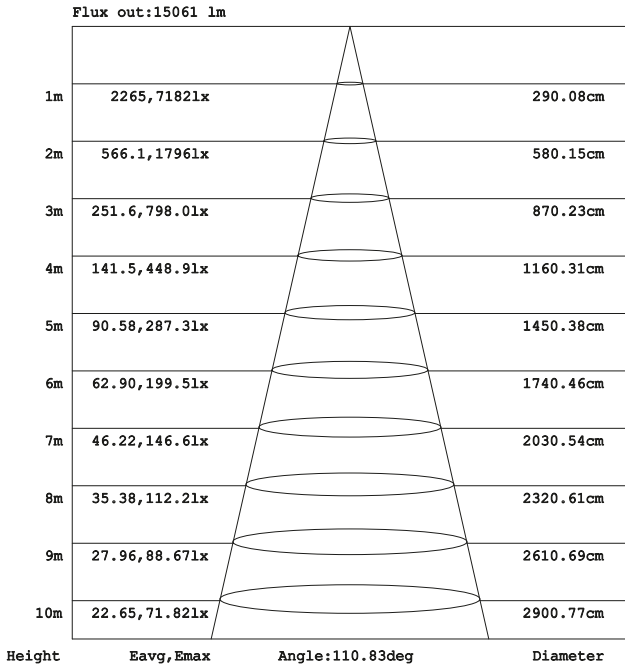 Flux out:15061 lm
1m 2265,7182lx 290.08cm
2m 566.1,1796lx 580.15cm
3m 251.6,798.0lx 870.23cm
4m 141.5,448.9lx 1160.31cm
5m 90.58,287.3lx 1450.38cm
6m 62.90,199.5lx 1740.46cm
7m 46.22,146.6lx 2030.54cm
8m 35.38,112.2lx 2320.61cm
9m 27.96,88.67lx 2610.69cm
10m 22.65,71.82lx 2900.77cm
Height Eavg,Emax Angle:110.83deg Diameter